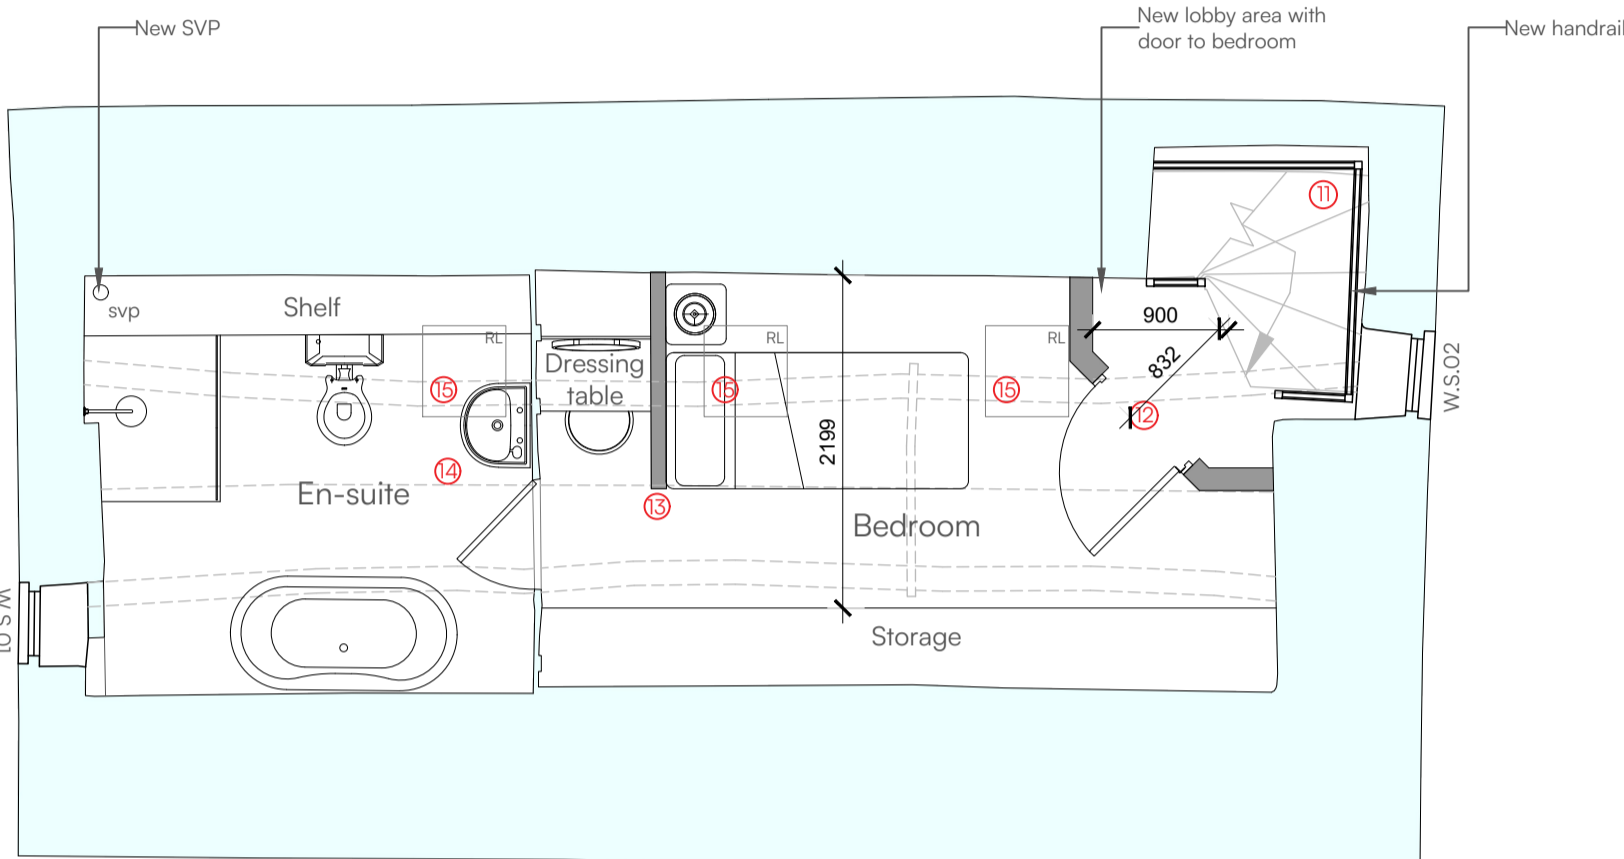 New SVP
New lobby area with
door to bedroom
New handrail
11
svp
Shelf
RL
RL
RL
900
832
Dressing
table
15
15
15
12
W.S.02
2199
14
En-suite
13
Bedroom
W.S.01
Storage